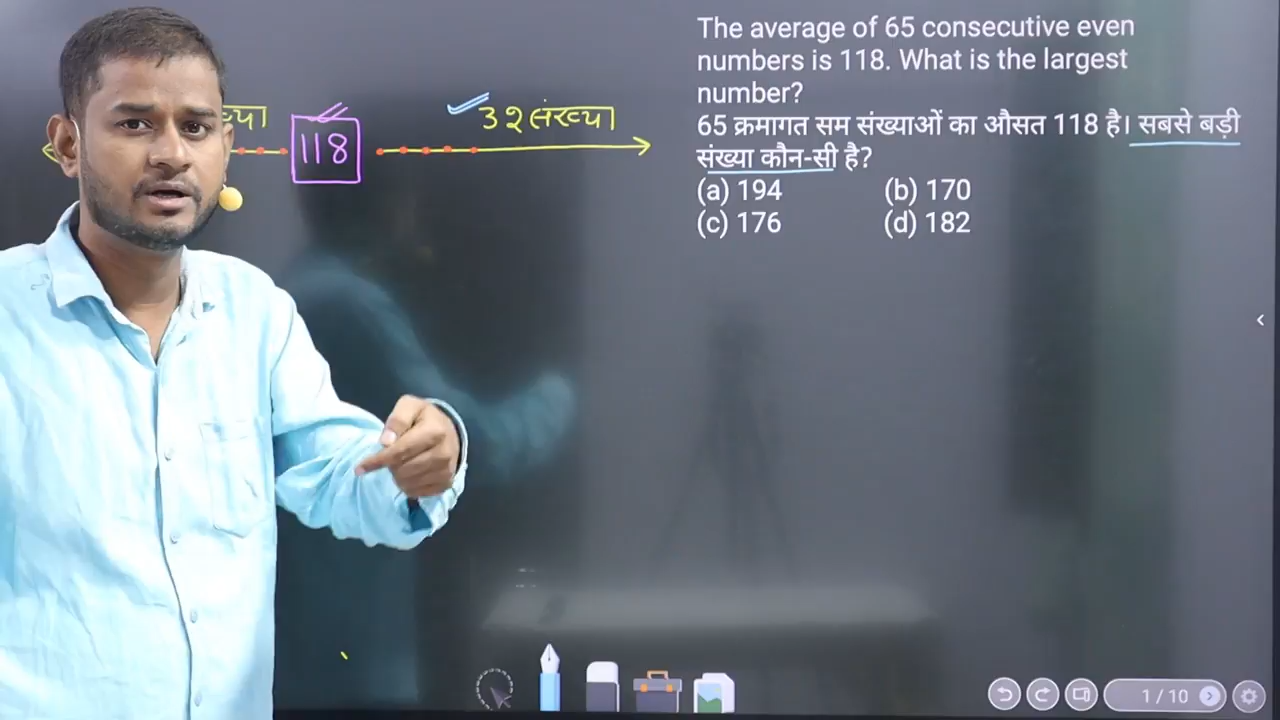 The average of 65 consecutive even
numbers is 118. What is the largest
number?
65 क्रमागत सम संख्याओं का औसत 118 है। सबसे बड़ी
संख्या कौन-सी है?
(a) 194 (b) 170
(c) 176 (d) 182
118
32 संख्या
1 / 10